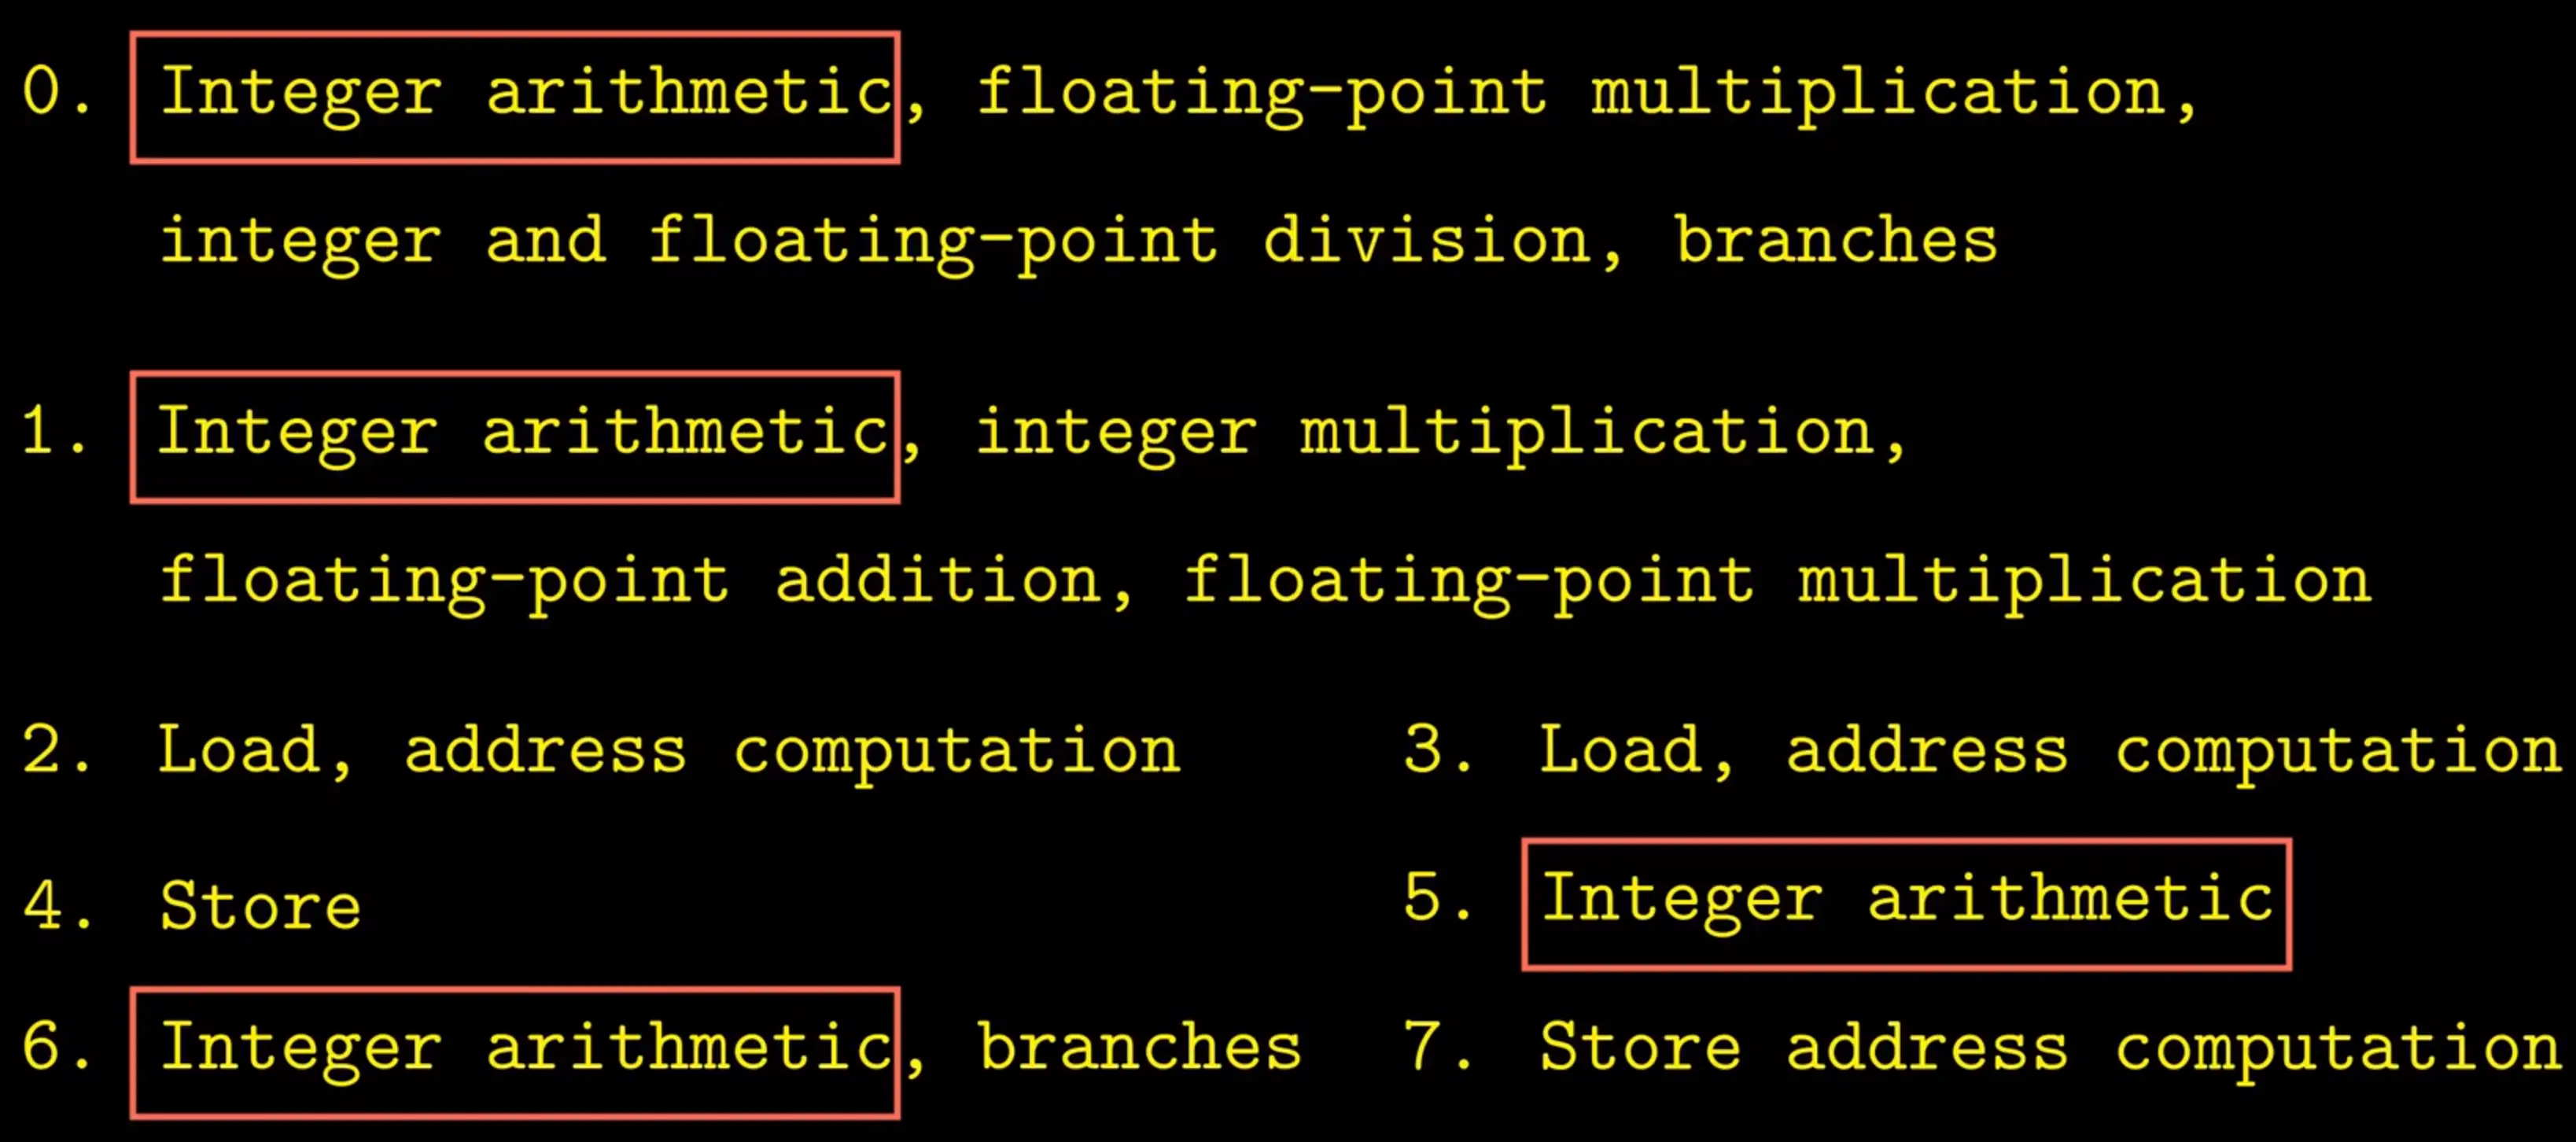 0. Integer arithmetic, floating-point multiplication,
integer and floating-point division, branches
1. Integer arithmetic, integer multiplication,
floating-point addition, floating-point multiplication
2. Load, address computation
3. Load, address computation
4. Store
5. Integer arithmetic
6. Integer arithmetic, branches
7. Store address computation